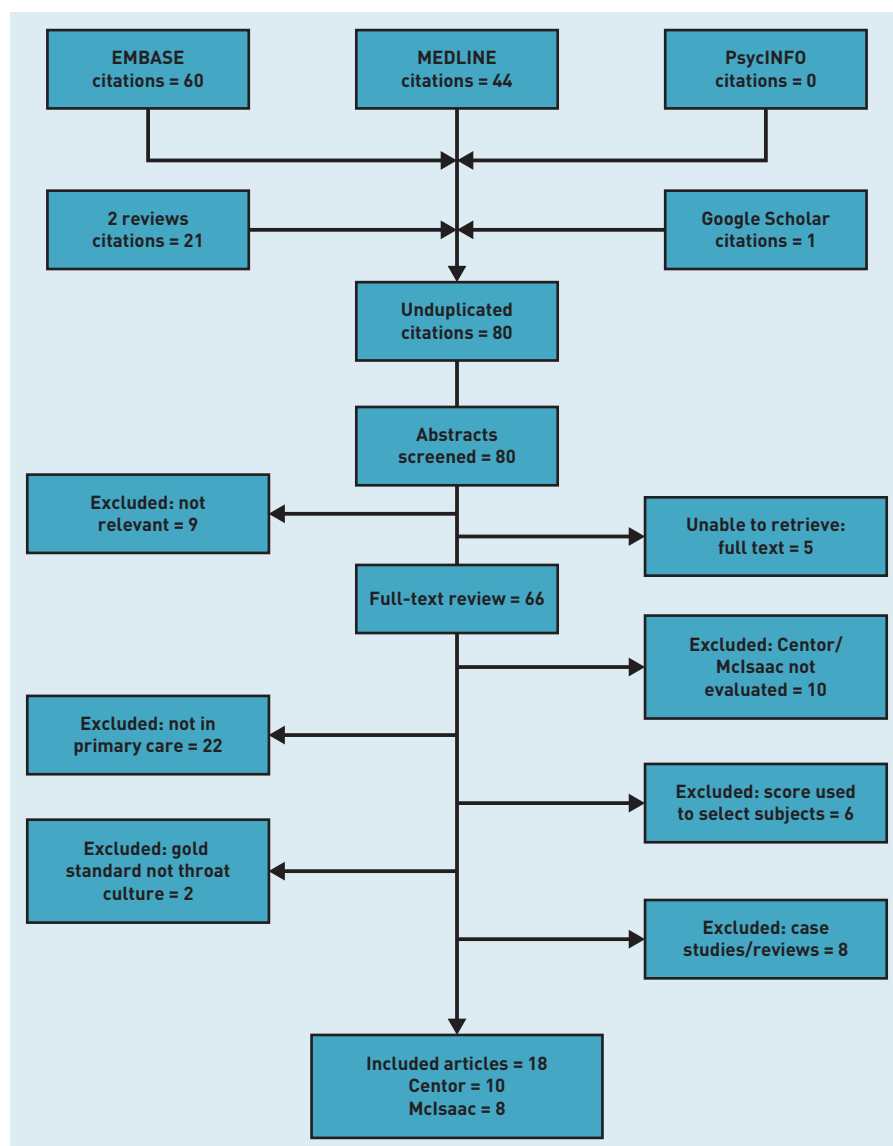 EMBASE
citations = 60
MEDLINE
citations = 44
PsycINFO
citations = 0
2 reviews
citations = 21
Google Scholar
citations = 1
Unduplicated
citations = 80
Abstracts
screened = 80
Excluded: not
relevant = 9
Unable to retrieve:
full text = 5
Full-text review = 66
Excluded: Centor/
McIsaac not
evaluated = 10
Excluded: not in
primary care = 22
Excluded: score used
to select subjects = 6
Excluded: gold
standard not throat
culture = 2
Excluded: case
studies/reviews = 8
Included articles = 18
Centor = 10
McIsaac = 8